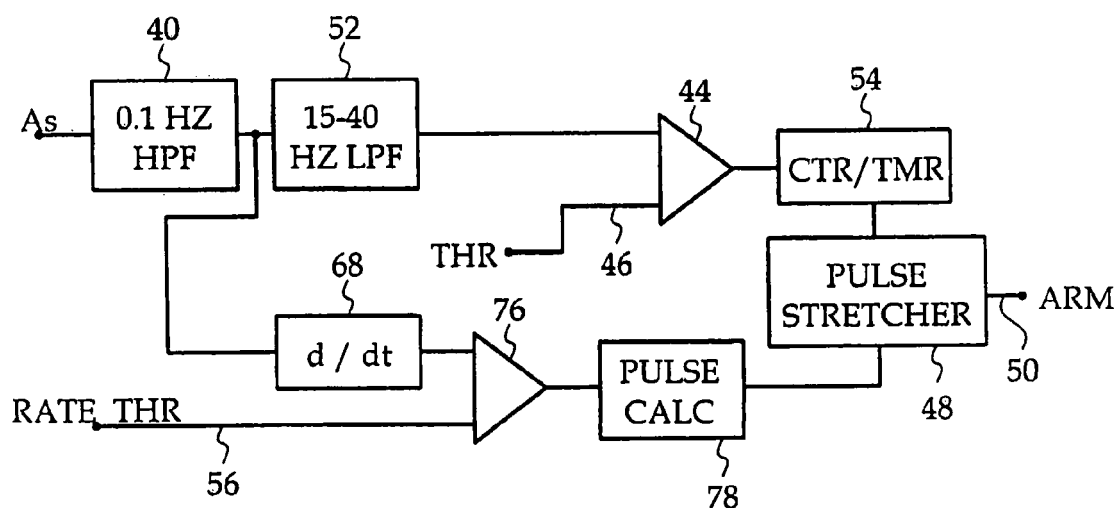 40
52
44
54
As
0.1 HZ
HPF
15-40
HZ LPF
CTR/TMR
THR
46
PULSE
STRETCHER
ARM
50
48
68
d / dt
76
PULSE
CALC
78
RATE THR
56